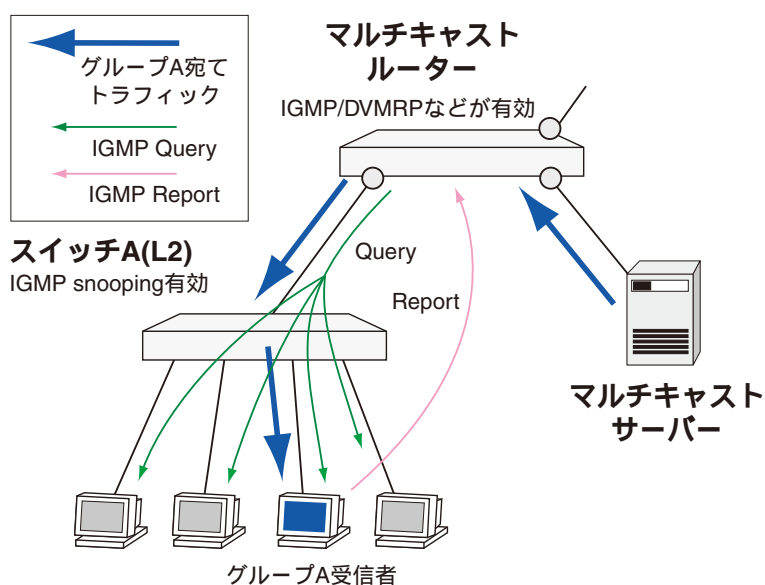 グループA宛て
トラフィック
IGMP Query
IGMP Report
マルチキャスト
ルーター
IGMP/DVMRPなどが有効
スイッチA(L2)
IGMP snooping有効
Query
Report
マルチキャスト
サーバー
グループA受信者